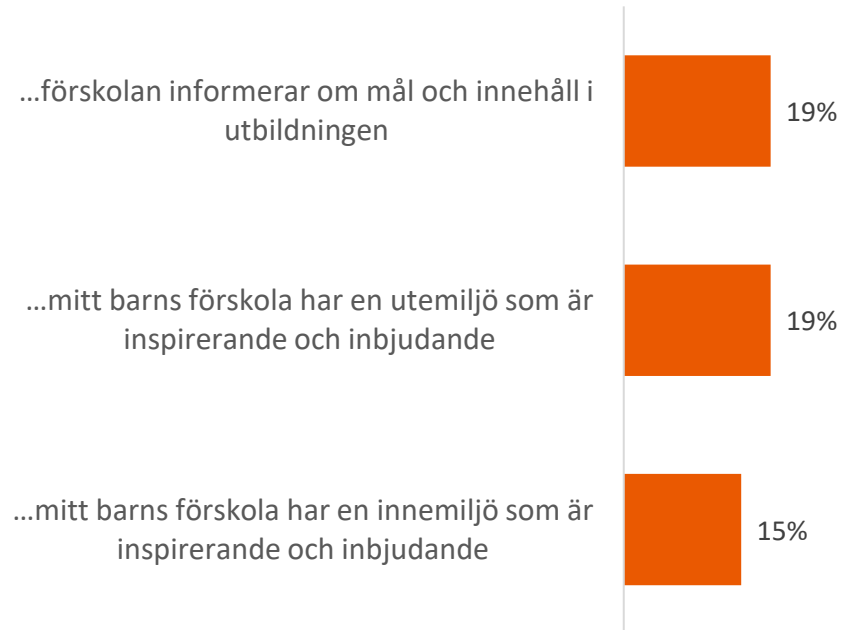 ...förskolan informerar om mål och innehåll i
utbildningen
19%
...mitt barns förskola har en utemiljö som är
inspirerande och inbjudande
19%
...mitt barns förskola har en innemiljö som är
inspirerande och inbjudande
15%